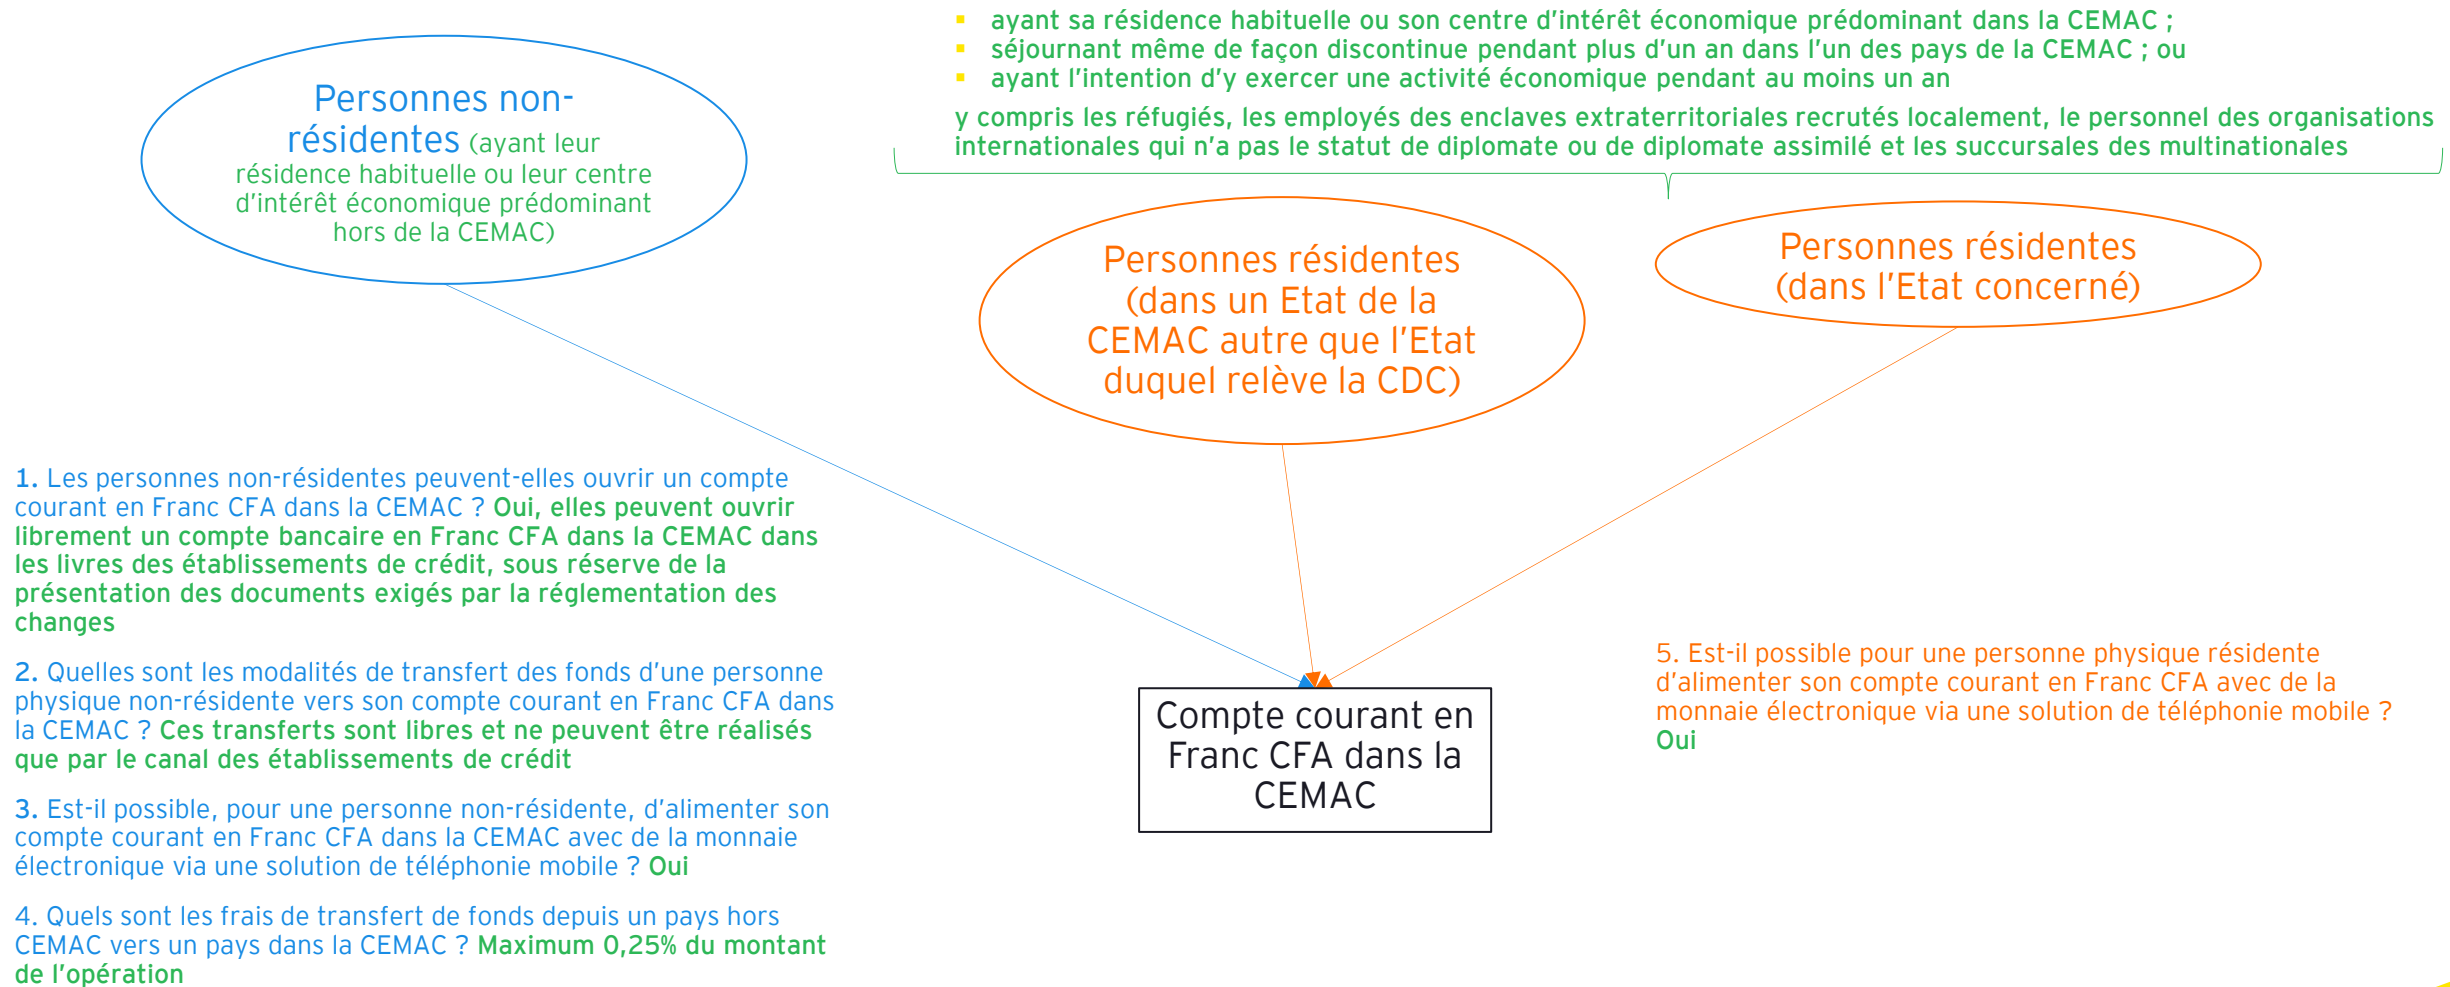 ▪ ayant sa résidence habituelle ou son centre d’intérêt économique prédominant dans la CEMAC ;
▪ séjournant même de façon discontinue pendant plus d’un an dans l’un des pays de la CEMAC ; ou
▪ ayant l’intention d’y exercer une activité économique pendant au moins un an
y compris les réfugiés, les employés des enclaves extraterritoriales recrutés localement, le personnel des organisations
internationales qui n'a pas le statut de diplomate ou de diplomate assimilé et les succursales des multinationales
Personnes non-
résidentes (ayant leur
résidence habituelle ou leur centre
d’intérêt économique prédominant
hors de la CEMAC)
Personnes résidentes
(dans un Etat de la
CEMAC autre que l’Etat
duquel relève la CDC)
Personnes résidentes
(dans l’Etat concerné)
1. Les personnes non-résidentes peuvent-elles ouvrir un compte
courant en Franc CFA dans la CEMAC ? Oui, elles peuvent ouvrir
librement un compte bancaire en Franc CFA dans la CEMAC dans
les livres des établissements de crédit, sous réserve de la
présentation des documents exigés par la réglementation des
changes
2. Quelles sont les modalités de transfert des fonds d’une personne
physique non-résidente vers son compte courant en Franc CFA dans
la CEMAC ? Ces transferts sont libres et ne peuvent être réalisés
que par le canal des établissements de crédit
3. Est-il possible, pour une personne non-résidente, d’alimenter son
compte courant en Franc CFA dans la CEMAC avec de la monnaie
électronique via une solution de téléphonie mobile ? Oui
4. Quels sont les frais de transfert de fonds depuis un pays hors
CEMAC vers un pays dans la CEMAC ? Maximum 0,25% du montant
de l’opération
Compte courant en
Franc CFA dans la
CEMAC
5. Est-il possible pour une personne physique résidente
d’alimenter son compte courant en Franc CFA avec de la
monnaie électronique via une solution de téléphonie mobile ?
Oui